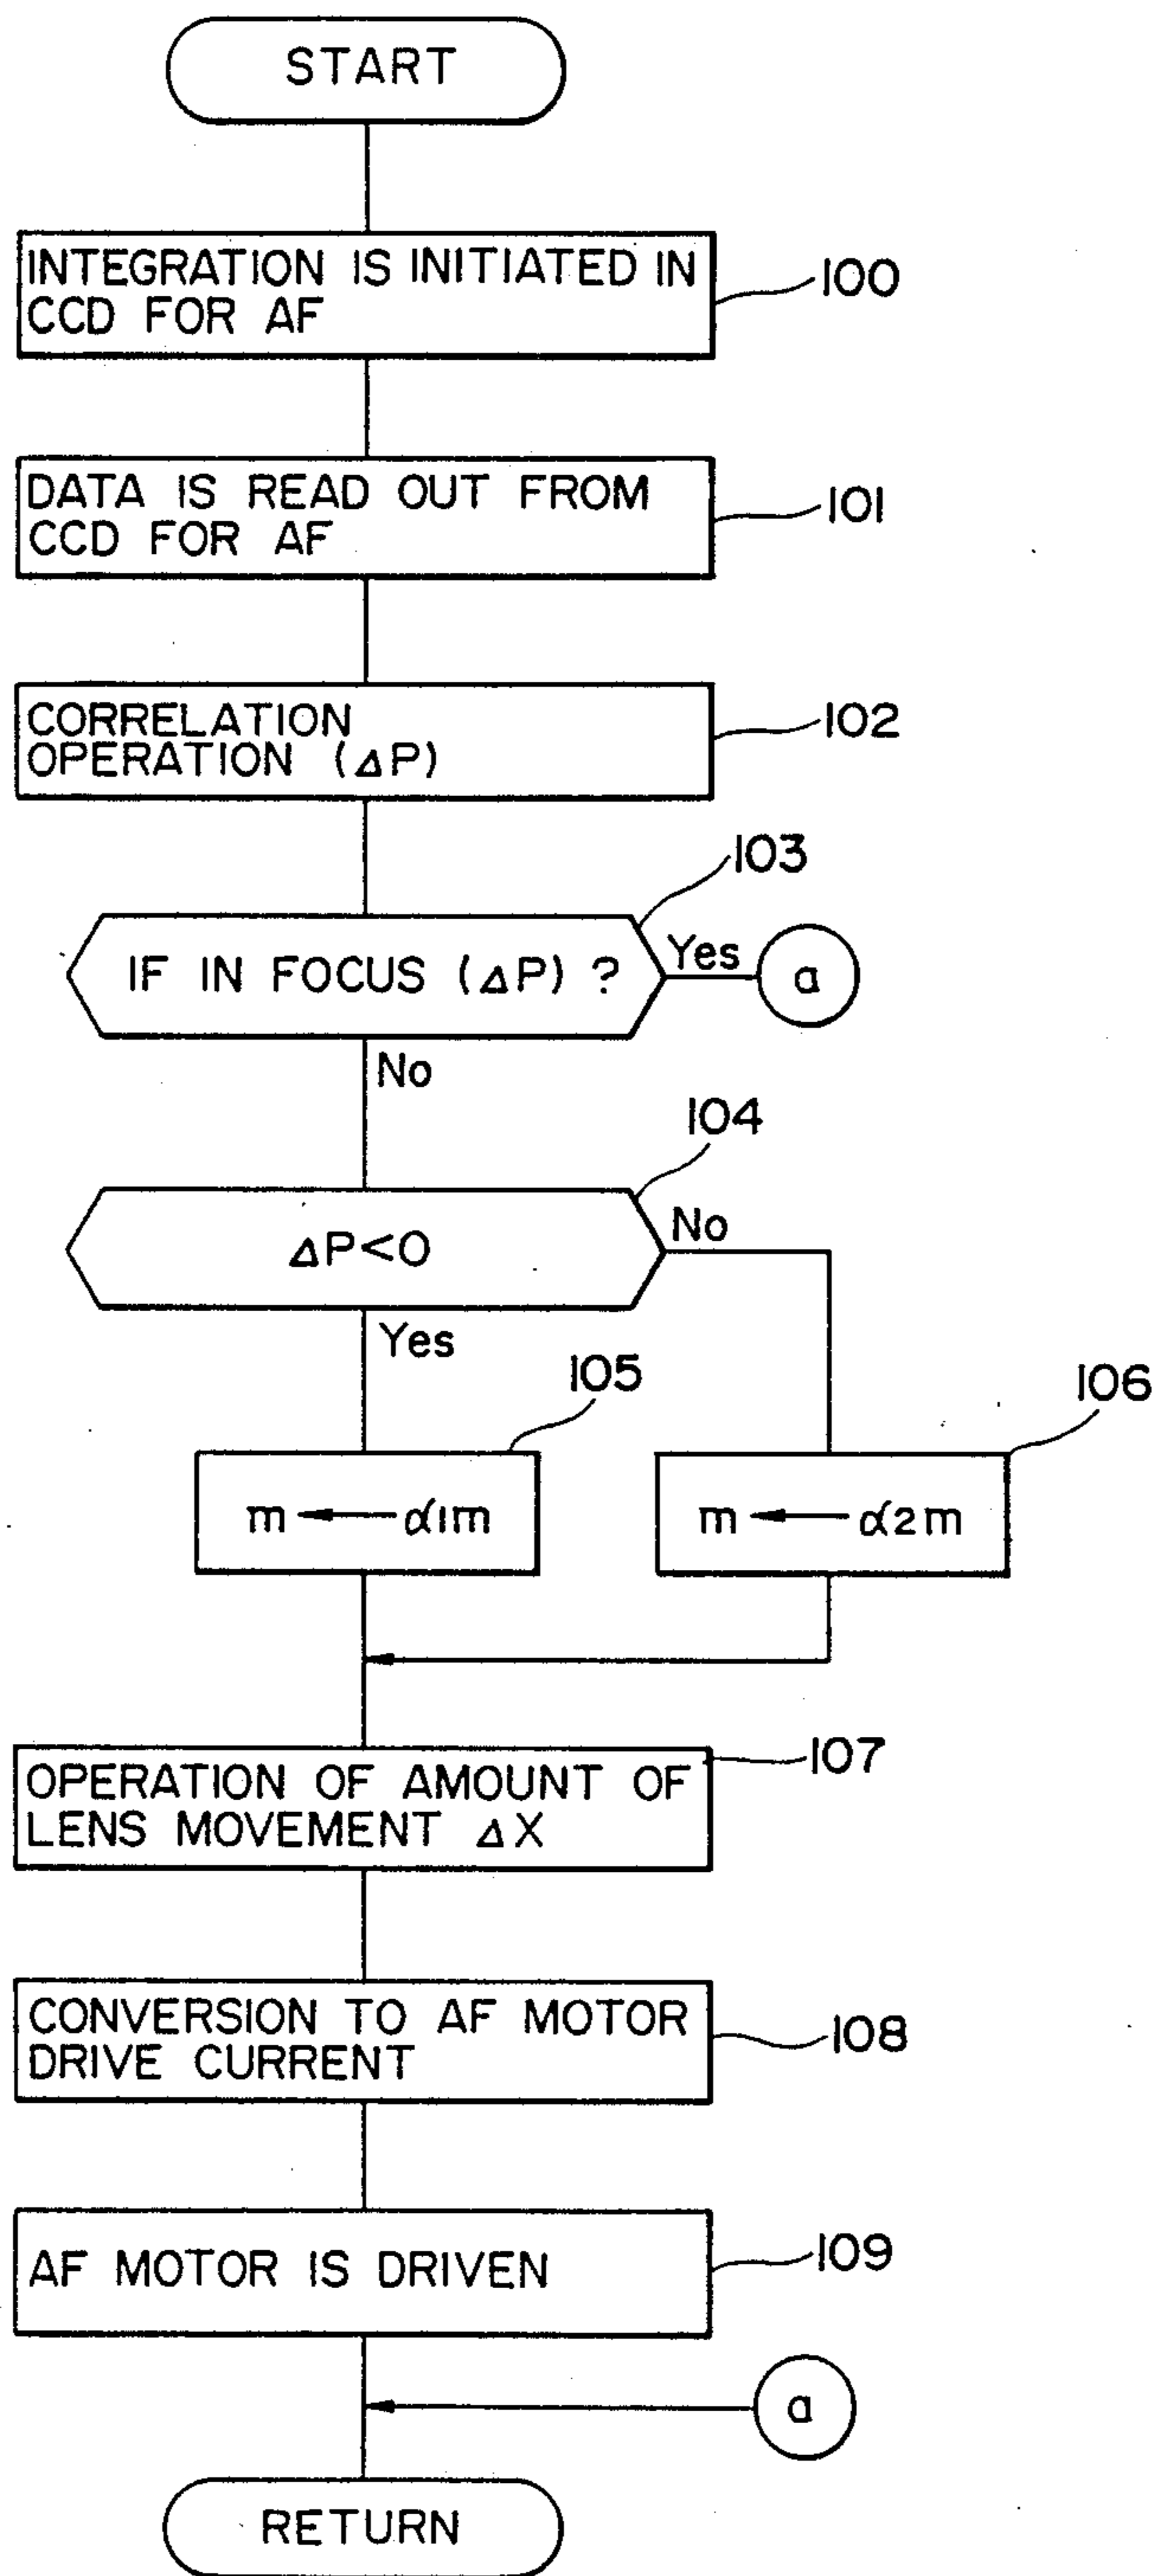 START
INTEGRATION IS INITIATED IN
CCD FOR AF
100
DATA IS READ OUT FROM
CCD FOR AF
101
CORRELATION
OPERATION (ΔP)
102
103
IF IN FOCUS (ΔP) ?
Yes
a
No
104
ΔP<0
No
Yes
105
106
m ← α1m
m ← α2m
OPERATION OF AMOUNT OF
LENS MOVEMENT ΔX
107
CONVERSION TO AF MOTOR
DRIVE CURRENT
108
AF MOTOR IS DRIVEN
109
a
RETURN